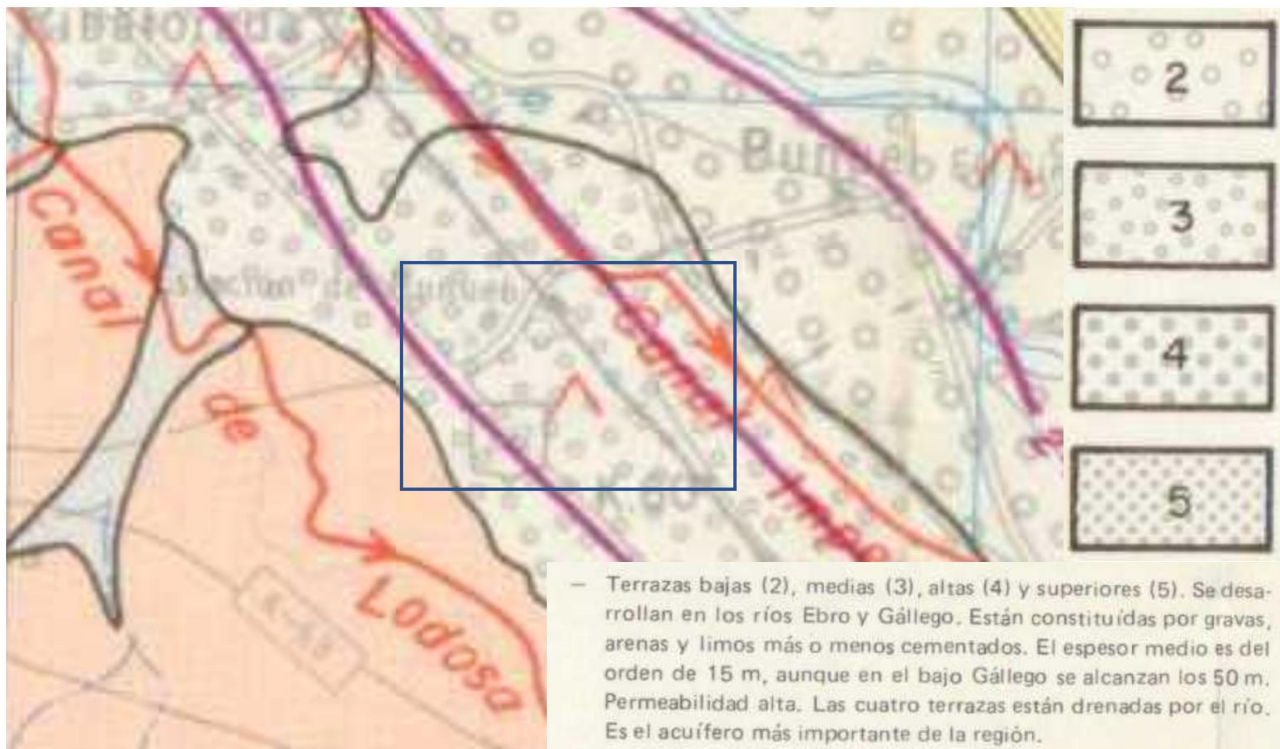 2
Buñuel
3
Canal
Canal
4
de
Impe
5
Lodosa
— Terrazas bajas (2), medias (3), altas (4) y superiores (5). Se desa-
rrollan en los ríos Ebro y Gállego. Están constituídas por gravas,
arenas y limos más o menos cementados. El espesor medio es del
orden de 15 m, aunque en el bajo Gállego se alcanzan los 50 m.
Permeabilidad alta. Las cuatro terrazas están drenadas por el río.
Es el acuífero más importante de la región.